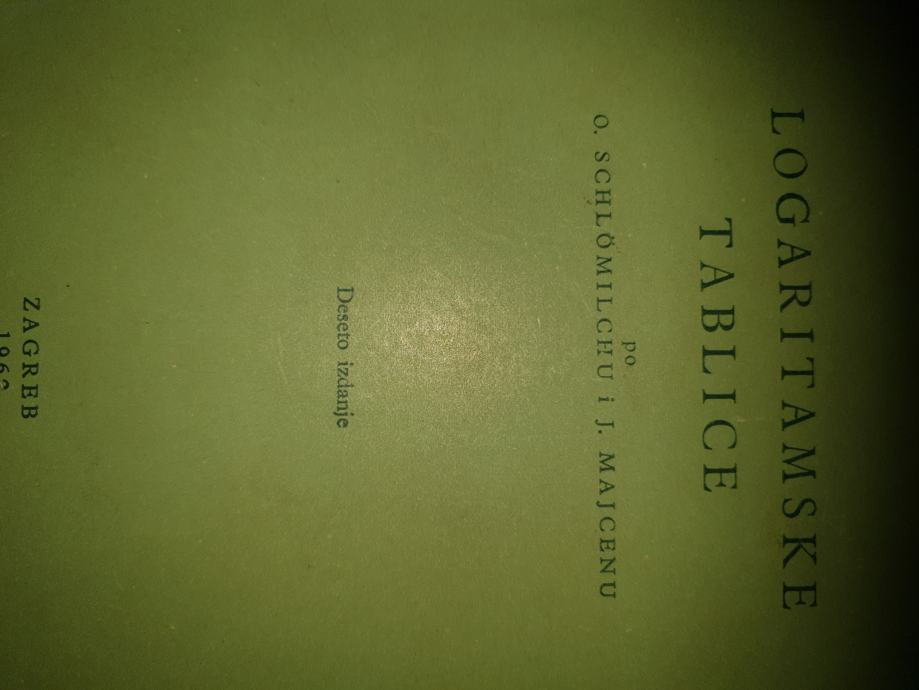 LOGARITAMSKE
TABLICE
po
O. SCHLÖMILCHU i J. MAJCENU
Deseto izdanje
ZAGREB